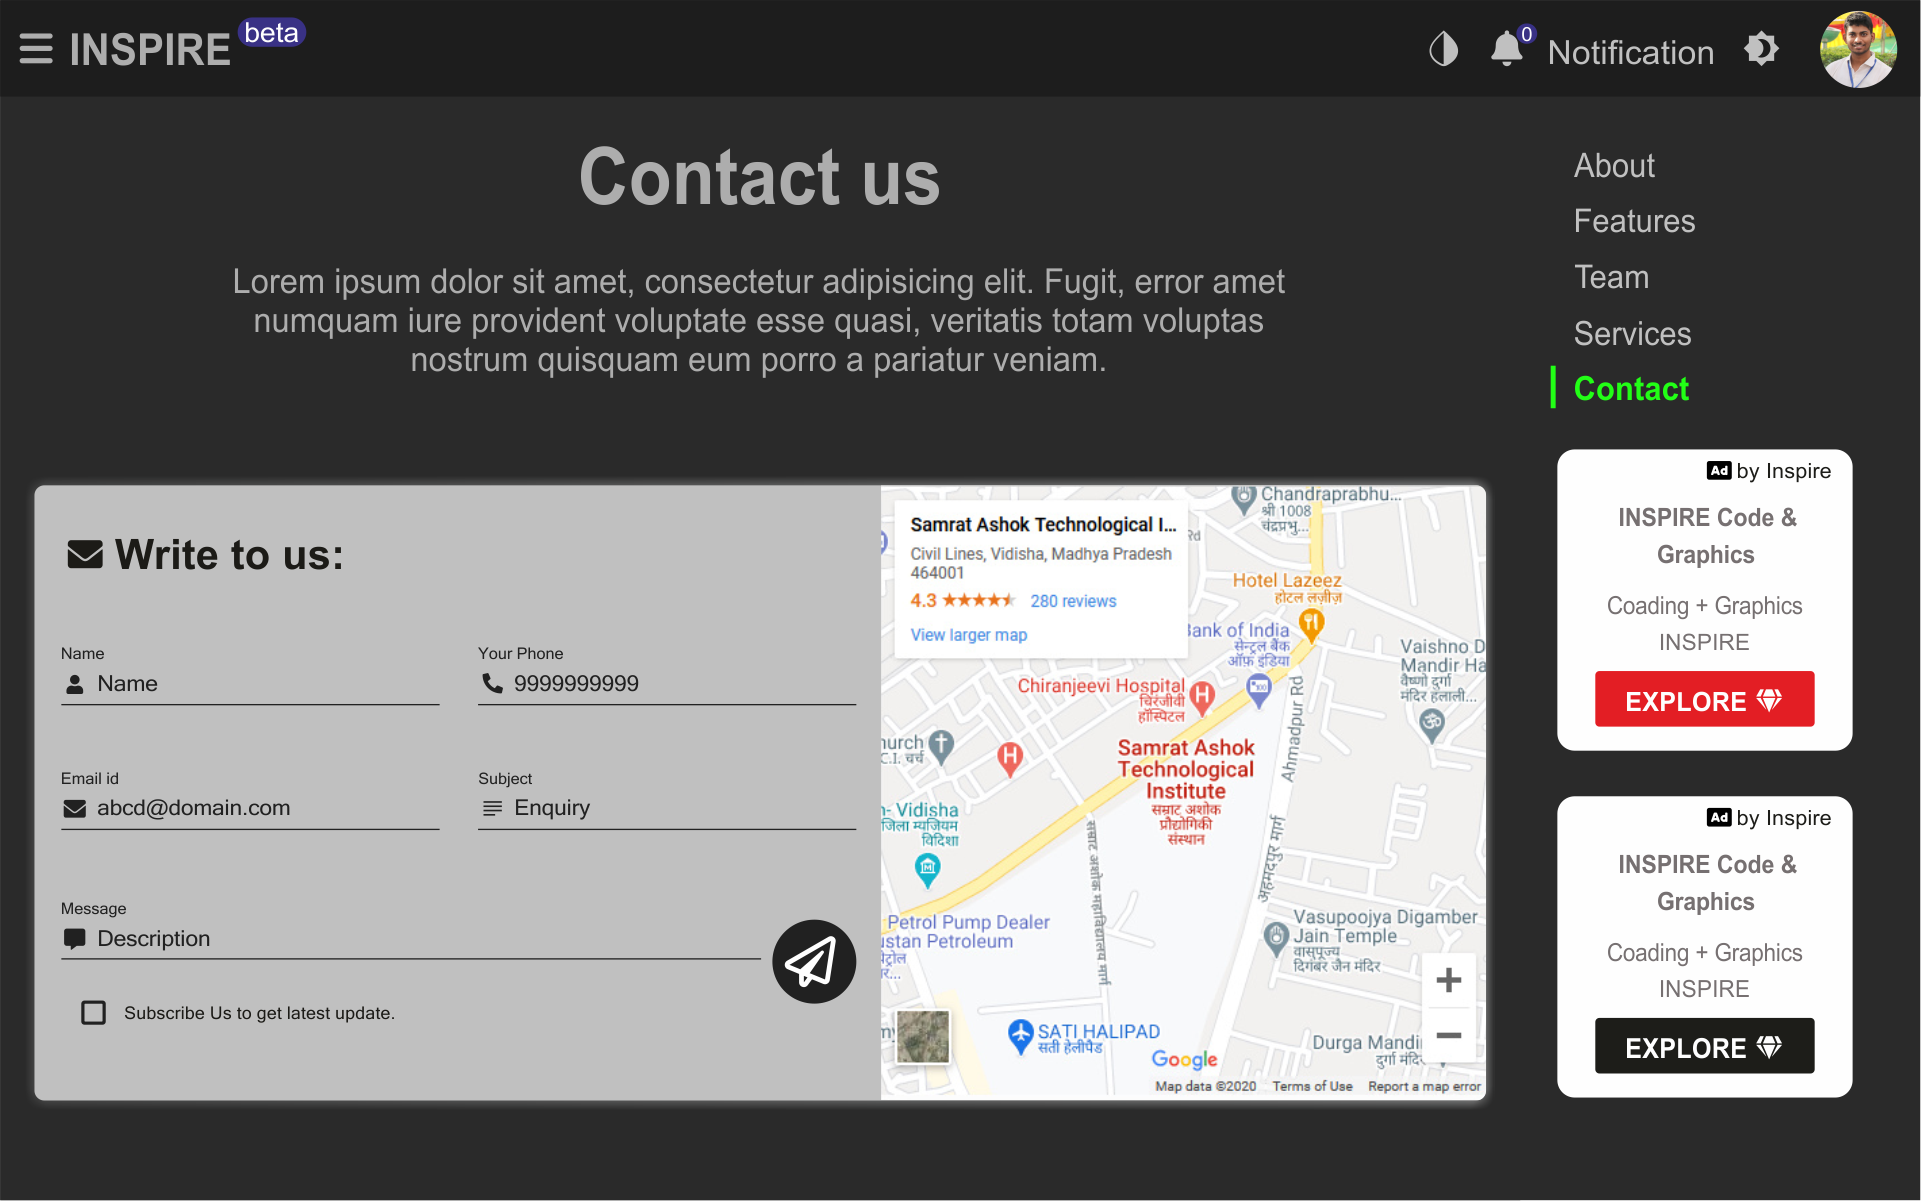 INSPIRE beta
0
Notification
Contact us
Lorem ipsum dolor sit amet, consectetur adipisicing elit. Fugit, error amet
numquam iure provident voluptate esse quasi, veritatis totam voluptas
nostrum quisquam eum porro a pariatur veniam.
About
Features
Team
Services
Contact
Write to us:
Name
Name
Your Phone
9999999999
Email id
abcd@domain.com
Subject
Enquiry
Message
Description
Subscribe Us to get latest update.
Samrat Ashok Technological I...
Civil Lines, Vidisha, Madhya Pradesh
464001
4.3 280 reviews
View larger map
Chandraprabhu...
श्री 1008
चंद्रप्रभु...
Rd
Hotel Lazeez
होटल लज़ीज़
Bank of India
सेन्ट्रल बैंक
ऑफ़ इंडिया
Vaishno D
Mandir Ha
वैष्णो दुर्गा
मंदिर हलाली...
Chiranjeevi Hospital
चिरंजीवी
हॉस्पिटल
Ahmadpur Rd
अहमदपुर मार्ग
hurch
C.I. चर्च
Samrat Ashok
Technological
Institute
सम्राट अशोक
प्रौद्योगिकी
संस्थान
n- Vidisha
जिला म्यूजियम
विदिशा
सम्राट अशोक महाविद्यालय मार्ग
Petrol Pump Dealer
ustan Petroleum
पेट्रोल
Vasupoojya Digamber
Jain Temple
वासुपूज्य
दिगंबर जैन मंदिर
SATI HALIPAD
सती हेलीपैड
Durga Mandi
दुर्गा मंदि
Google
Map data ©2020 Terms of Use Report a map error
Ad by Inspire
INSPIRE Code &
Graphics
Coading + Graphics
INSPIRE
EXPLORE
Ad by Inspire
INSPIRE Code &
Graphics
Coading + Graphics
INSPIRE
EXPLORE